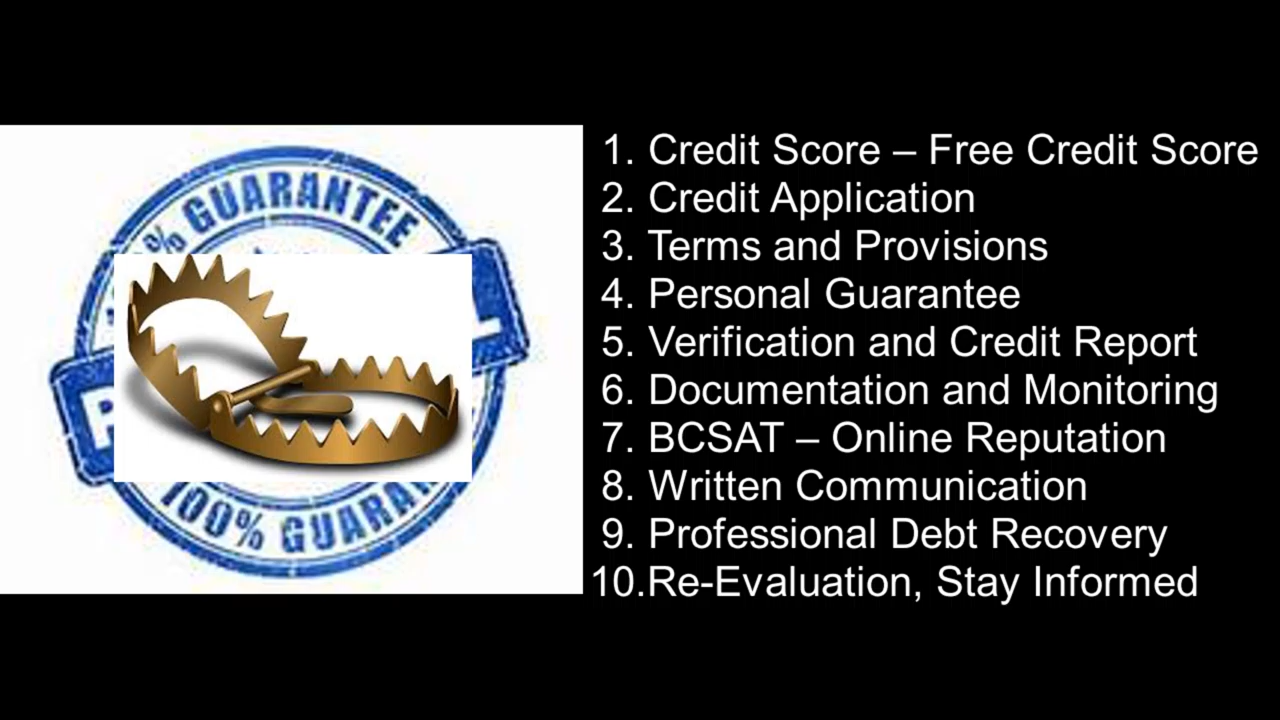 % GUARANTEE
100% GUARA
1. Credit Score – Free Credit Score
2. Credit Application
3. Terms and Provisions
4. Personal Guarantee
5. Verification and Credit Report
6. Documentation and Monitoring
7. BCSAT – Online Reputation
8. Written Communication
9. Professional Debt Recovery
10.Re-Evaluation, Stay Informed